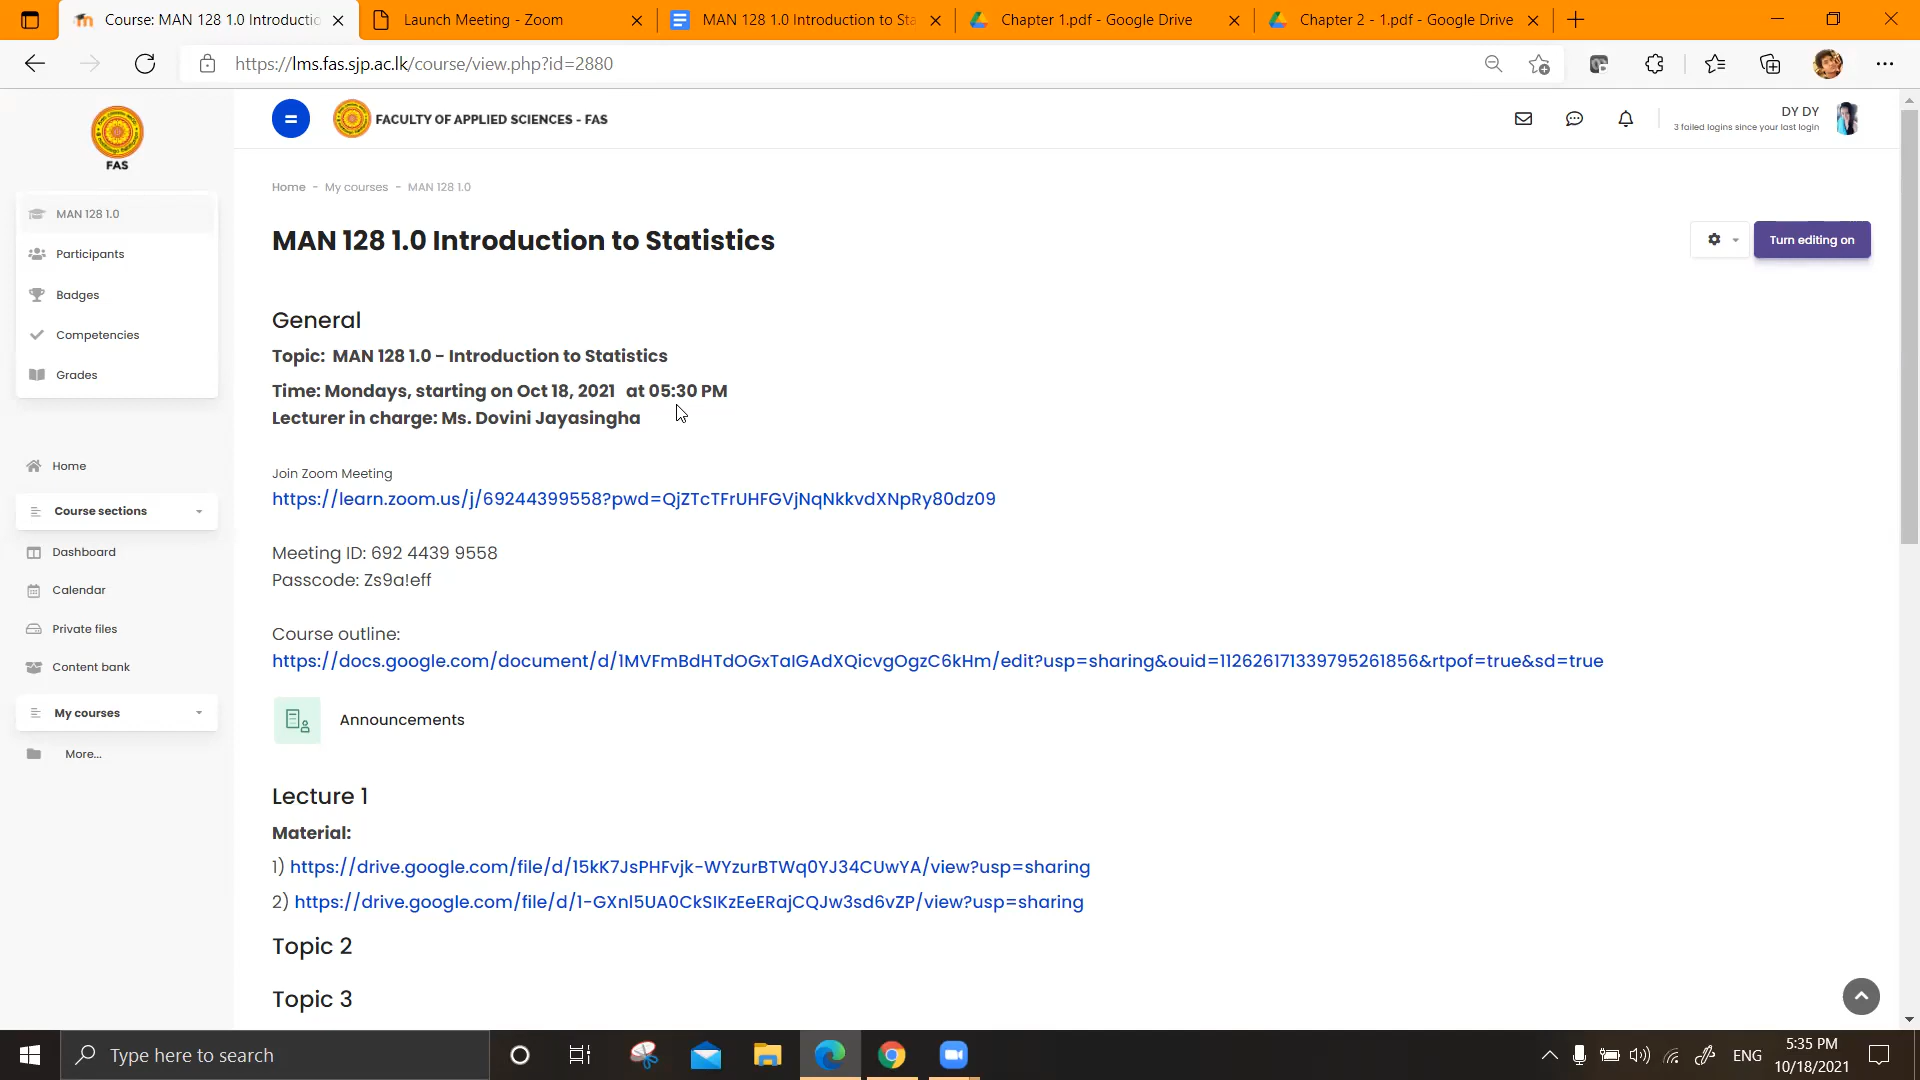 Course: MAN 128 1.0 Introductio
Launch Meeting - Zoom
MAN 128 1.0 Introduction to Sta
Chapter 1.pdf - Google Drive
Chapter 2 - 1.pdf - Google Drive
https://lms.fas.sjp.ac.lk/course/view.php?id=2880
FAS
FACULTY OF APPLIED SCIENCES - FAS
DY DY
3 failed logins since your last login
MAN 128 1.0
Participants
Badges
Competencies
Grades
Home
Course sections
Dashboard
Calendar
Private files
Content bank
My courses
More...
Home - My courses - MAN 128 1.0
MAN 128 1.0 Introduction to Statistics
Turn editing on
General
Topic: MAN 128 1.0 - Introduction to Statistics
Time: Mondays, starting on Oct 18, 2021 at 05:30 PM
Lecturer in charge: Ms. Dovini Jayasingha
Join Zoom Meeting
https://learn.zoom.us/j/69244399558?pwd=QjZTcTFrUHFGVjNqNkkvdXNpRy80dz09
Meeting ID: 692 4439 9558
Passcode: Zs9a!eff
Course outline:
https://docs.google.com/document/d/1MVFmBdHTdOGxTaIGAdXQicvgOgzC6kHm/edit?usp=sharing&ouid=112626171339795261856&rtpof=true&sd=true
Announcements
Lecture 1
Material:
1) https://drive.google.com/file/d/15kK7JsPHFvjk-WYzurBTWq0YJ34CUwYA/view?usp=sharing
2) https://drive.google.com/file/d/1-GXnl5UA0CkSIKzEeERajCQJw3sd6vZP/view?usp=sharing
Topic 2
Topic 3
Type here to search
ENG
5:35 PM
10/18/2021